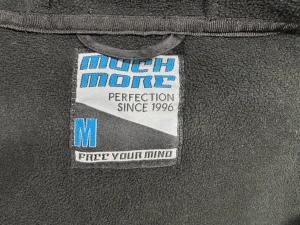 MUCH
MORE
PERFECTION
SINCE 1996
M
FREE YOUR MIND